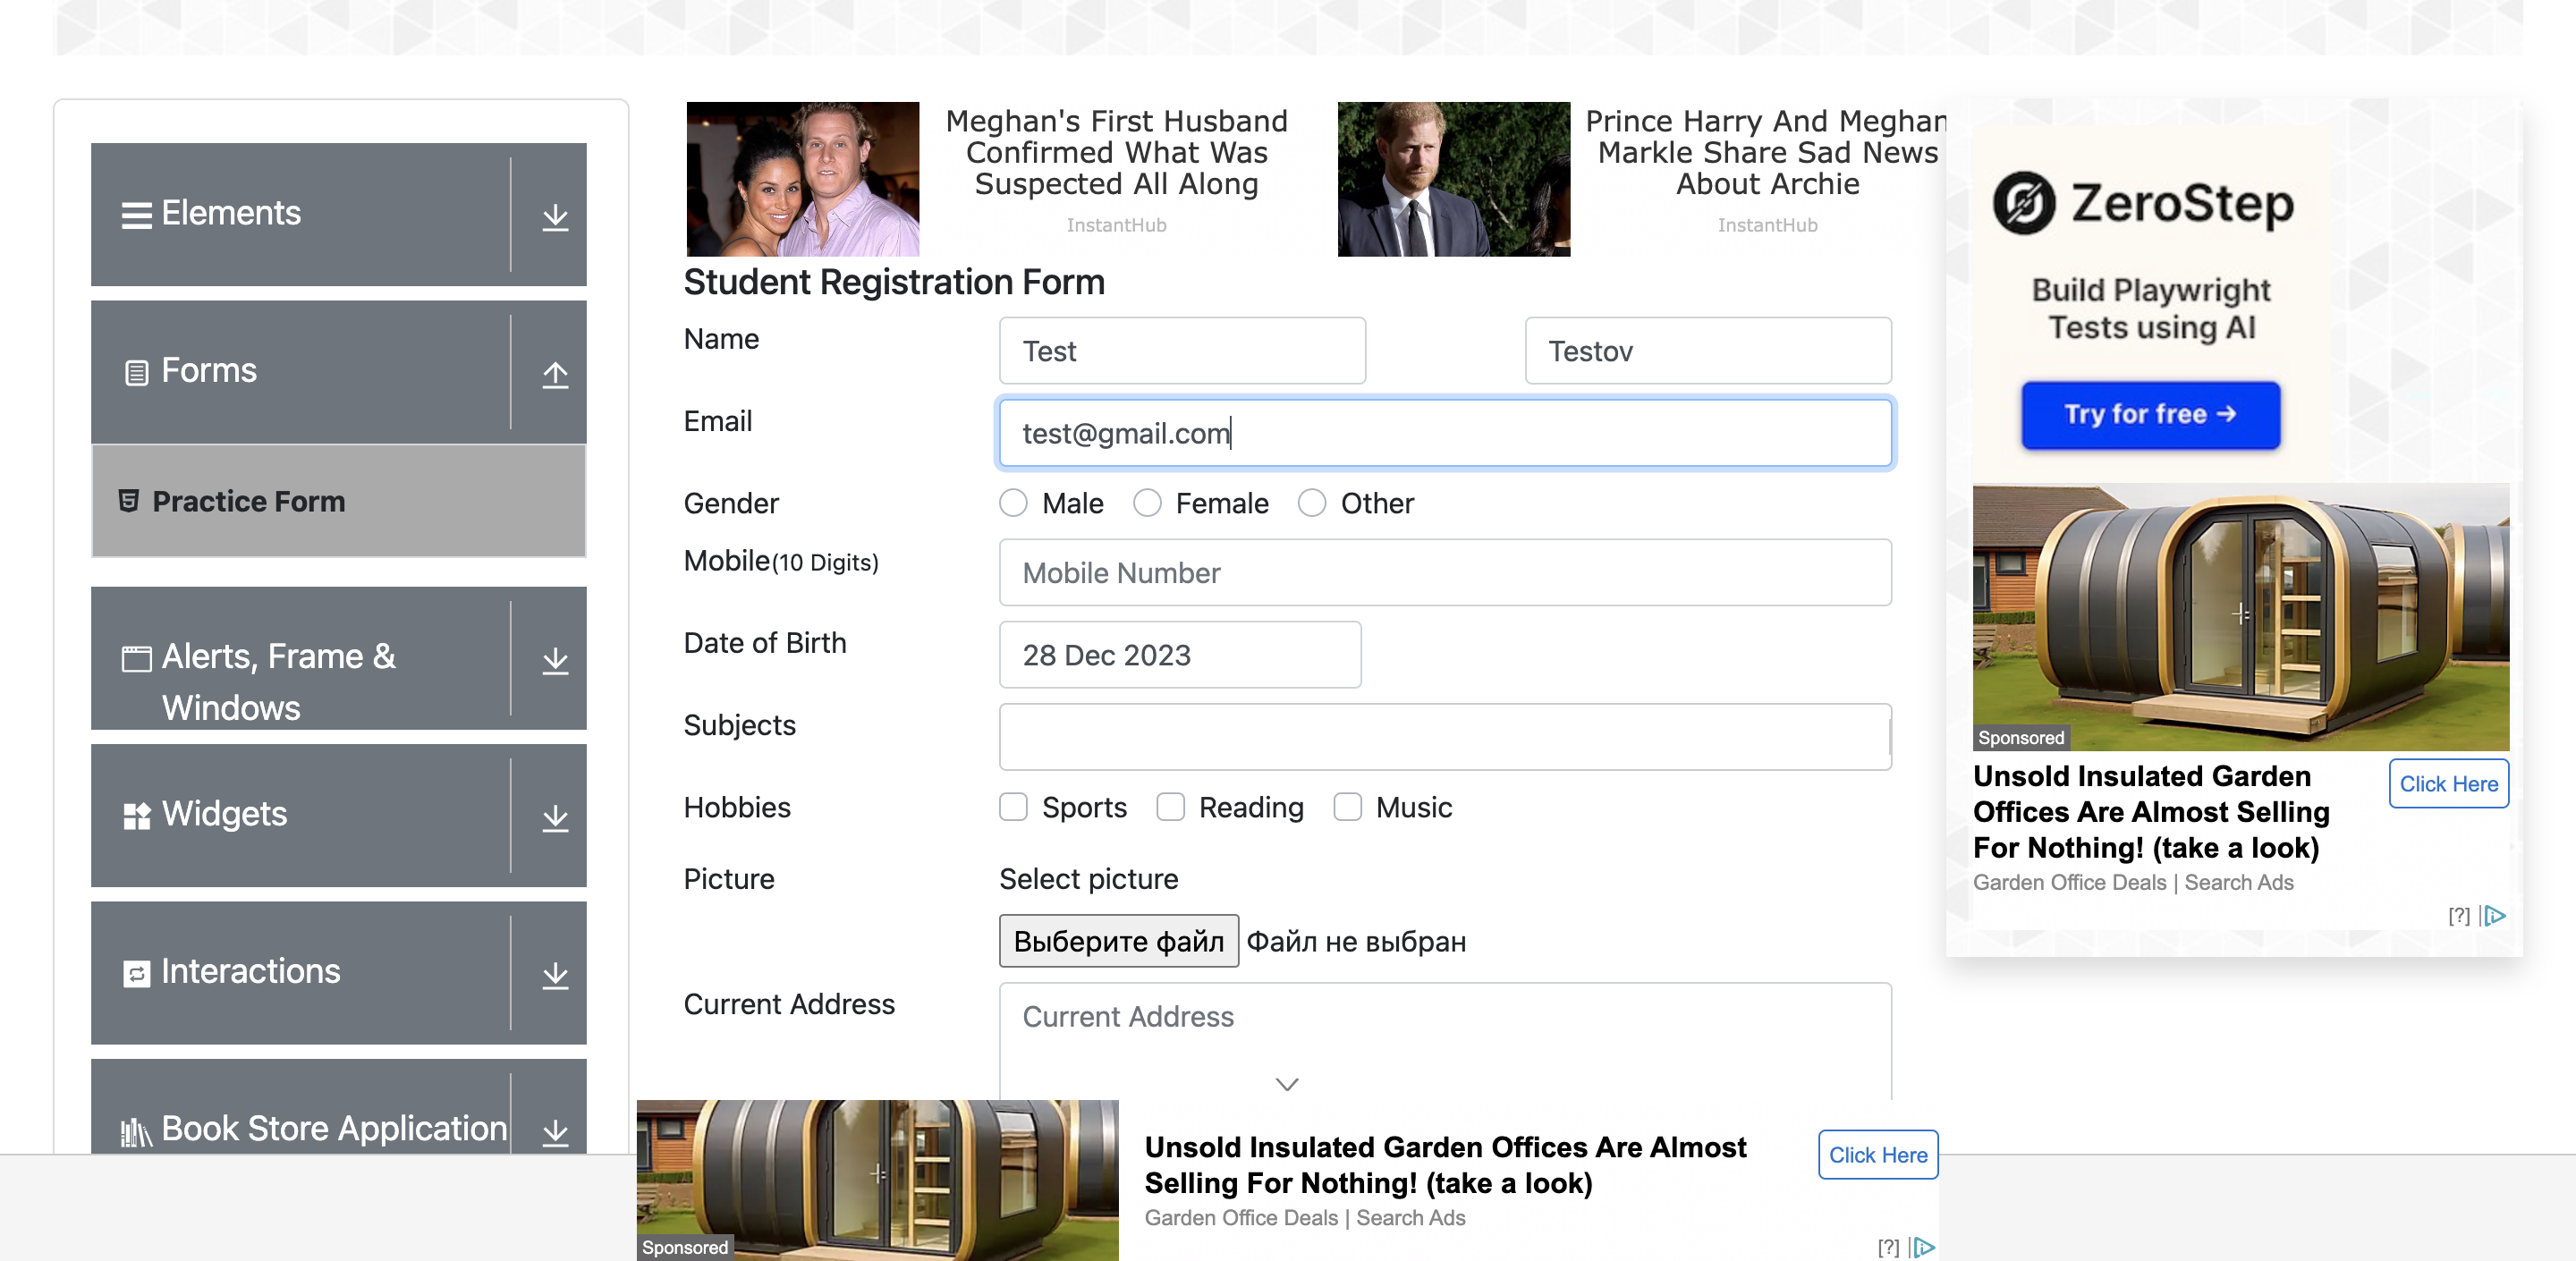 Elements
Forms
Practice Form
Alerts, Frame &
Windows
Widgets
Interactions
Book Store Application
Meghan's First Husband
Confirmed What Was
Suspected All Along
InstantHub
Prince Harry And Meghan
Markle Share Sad News
About Archie
InstantHub
Student Registration Form
Name
Test
Testov
Email
test@gmail.com
Gender
Male
Female
Other
Mobile(10 Digits)
Mobile Number
Date of Birth
28 Dec 2023
Subjects
Hobbies
Sports
Reading
Music
Picture
Select picture
Выберите файл
Файл не выбран
Current Address
Current Address
ZeroStep
Build Playwright
Tests using AI
Try for free →
Sponsored
Unsold Insulated Garden
Offices Are Almost Selling
For Nothing! (take a look)
Garden Office Deals | Search Ads
Click Here
[?]
Sponsored
Unsold Insulated Garden Offices Are Almost
Selling For Nothing! (take a look)
Garden Office Deals | Search Ads
Click Here
[?]